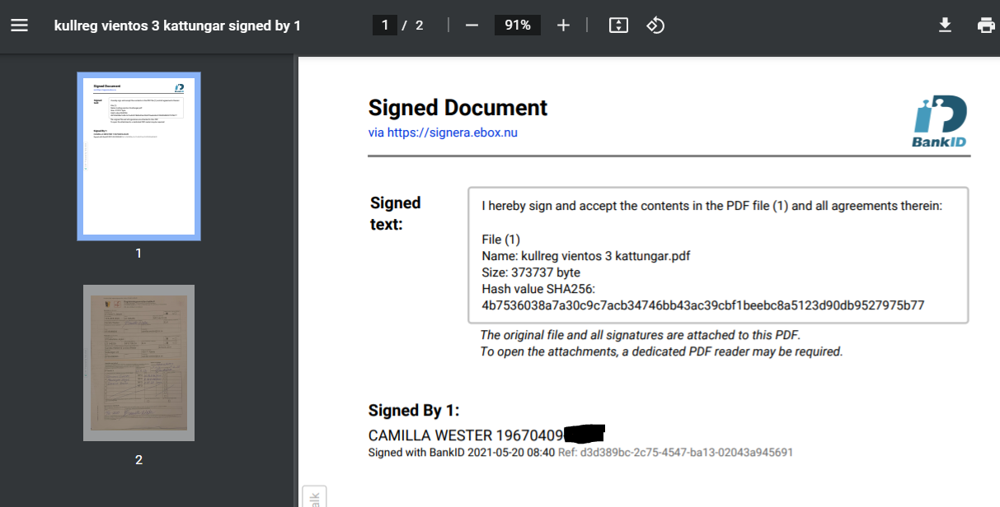 kullreg vientos 3 kattungar signed by 1
1 / 2
91%
1
2
Signed Document
via https://signera.ebox.nu
BankID
Signed
text:
I hereby sign and accept the contents in the PDF file (1) and all agreements therein:
File (1)
Name: kullreg vientos 3 kattungar.pdf
Size: 373737 byte
Hash value SHA256:
4b7536038a7a30c9c7acb34746bb43ac39cbf1beebc8a5123d90db9527975b77
The original file and all signatures are attached to this PDF.
To open the attachments, a dedicated PDF reader may be required.
Signed By 1:
CAMILLA WESTER 19670409-
Signed with BankID 2021-05-20 08:40 Ref: d3d389bc-2c75-4547-ba13-02043a945691